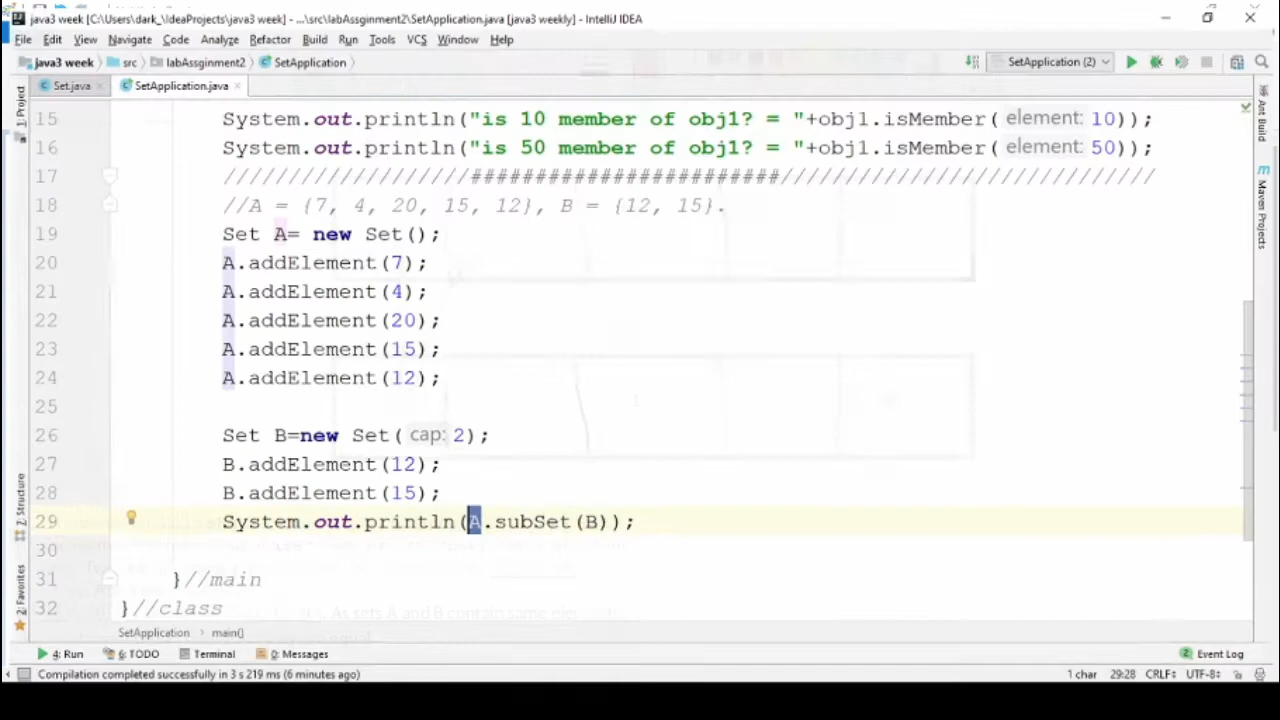 java3 week [C:\Users\dark_\IdeaProjects\java3 week] - ...\src\labAssginment2\SetApplication.java [java3 weekly] - IntelliJ IDEA
File Edit View Navigate Code Analyze Refactor Build Run Tools VCS Window Help
java3 week src labAssginment2 SetApplication SetApplication (2)
Set.java SetApplication.java
1: Project
Ant Build
Maven Projects
15 System.out.println("is 10 member of obj1? = "+obj1.isMember( element: 10));
16 System.out.println("is 50 member of obj1? = "+obj1.isMember( element: 50));
17 ///////////////////########################/////////////////////////////
18 //A = {7, 4, 20, 15, 12}, B = {12, 15}.
19 Set A= new Set();
20 A.addElement(7);
21 A.addElement(4);
22 A.addElement(20);
23 A.addElement(15);
24 A.addElement(12);
25
26 Set B=new Set( cap: 2);
27 B.addElement(12);
28 B.addElement(15);
29 System.out.println(A.subSet(B));
30
31 }//main
As sets A and B contain same
32 }//class
equal
7: Structure
2: Favorites
SetApplication main()
4: Run 6: TODO Terminal 0: Messages Event Log
Compilation completed successfully in 3 s 219 ms (6 minutes ago) 1 char 29:28 CRLF UTF-8